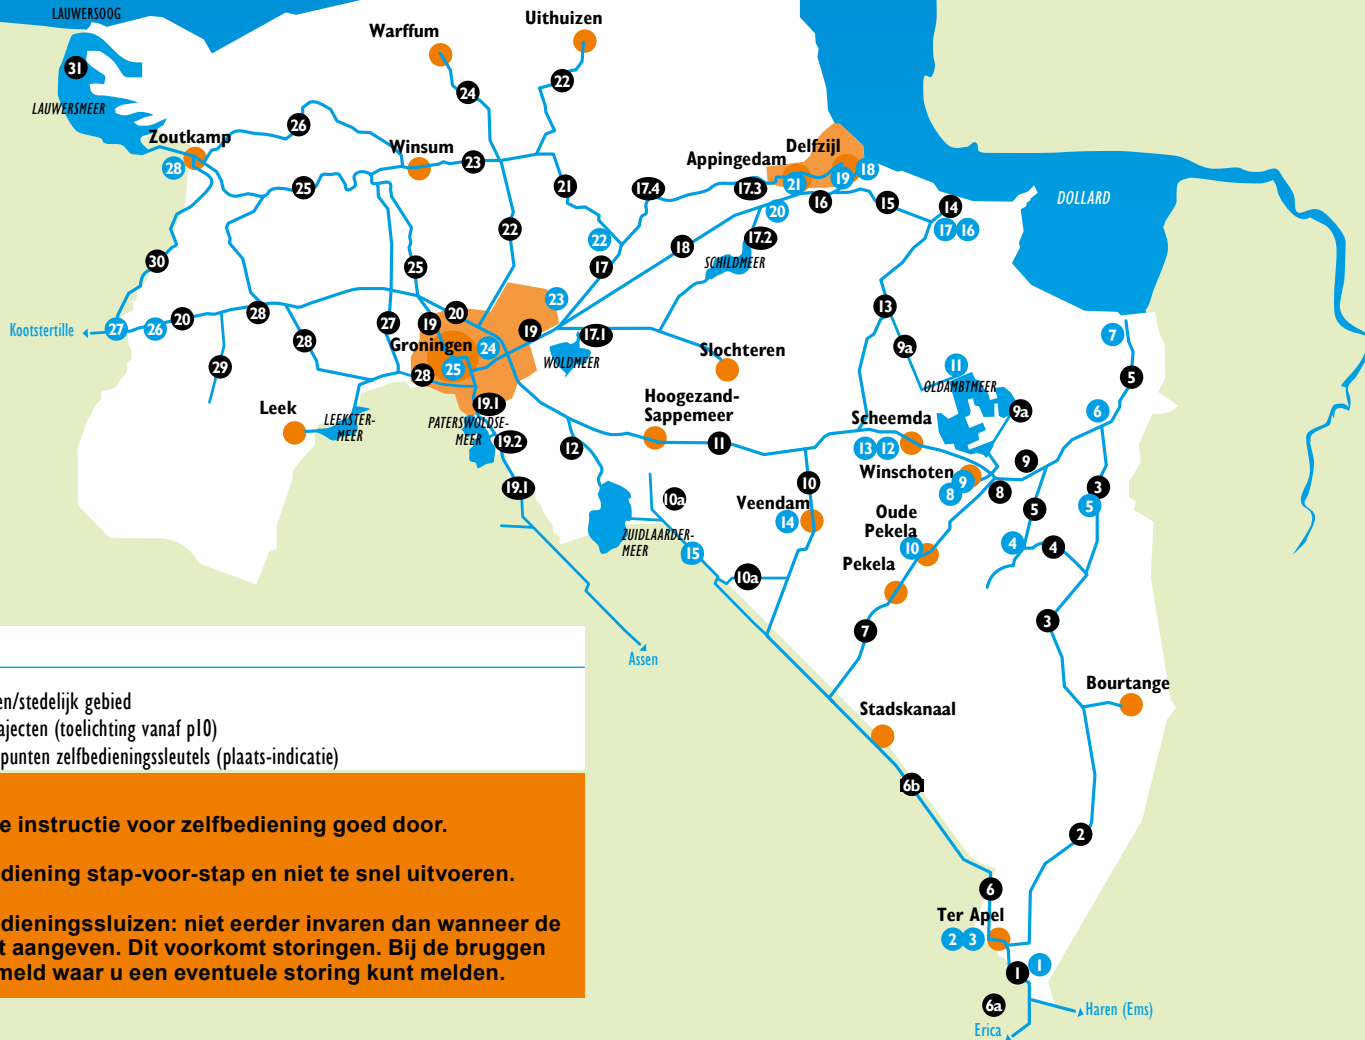 LAUWERSOOG
Uithuizen
Warffum
31
22
24
LAUWERSMEER
26
Zoutkamp
Winsum
23
Delfzijl
Appingedam
28
25
21
17.4
17.3
21
19
18
16
15
14
DOLLARD
20
17 16
22
22
18
17.2
SCHILDMEER
30
25
17
13
23
Kootstertille
27
26
20
28
27
19
20
19
17.1
7
28
Groningen
24
Slochteren
9a
WOLDMEER
11
29
28
25
OLDAMBTMEER
5
Leek
LEEKSTER-
MEER
19.1
PATERSWOLDSE-
MEER
19.2
12
Hoogezand-
Sappemeer
11
Scheemda
13 12
9a
6
9
Winschoten
9
8
8
19.1
10a
10
Veendam
14
5
3
5
Oude
Pekela
10
ZUIDLAARDER-
MEER
15
4
4
10a
Pekela
7
3
Assen
Bourtange
Stadskanaal
en/stedelijk gebied
ajecten (toelichting vanaf p10)
punten zelfbedieningssleutels (plaats-indicatie)
6b
e instructie voor zelfbediening goed door.
2
diening stap-voor-stap en niet te snel uitvoeren.
6
dieningssluizen: niet eerder invaren dan wanneer de
t aangeven. Dit voorkomt storingen. Bij de bruggen
meld waar u een eventuele storing kunt melden.
Ter Apel
2 3
1
1
6a
Haren (Ems)
Erica